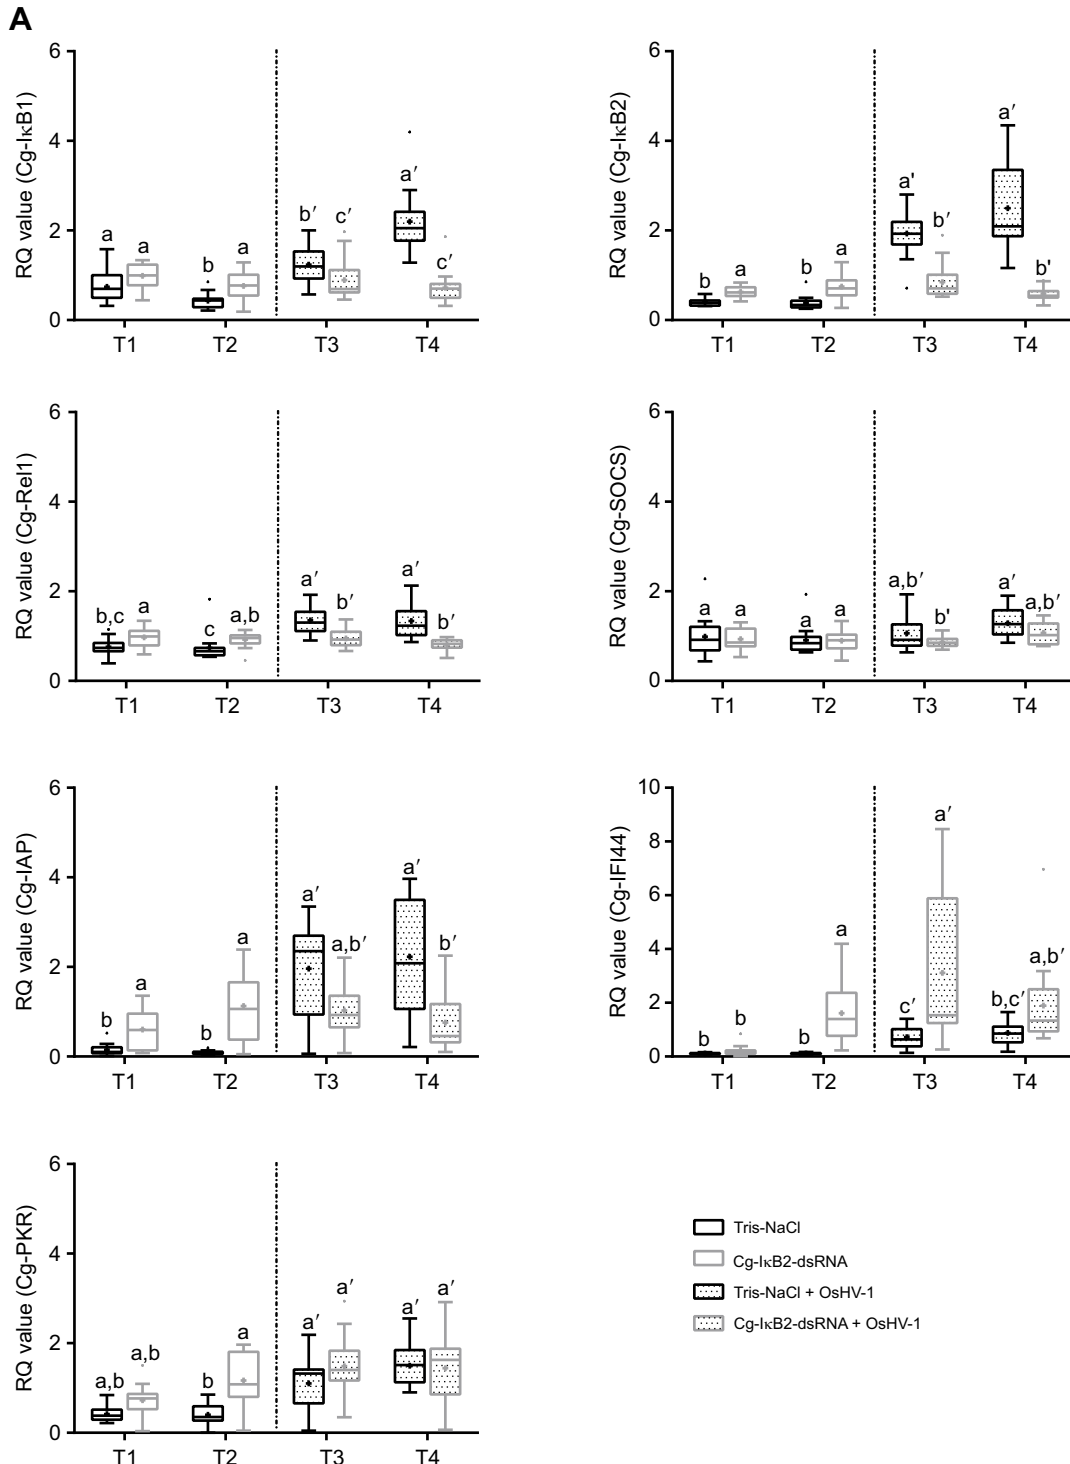 A
RQ value (Cg-IκB1)
6
4
2
0
a
a
b
a
b′
c′
a′
c′
T1
T2
T3
T4
RQ value (Cg-IκB2)
6
4
2
0
b
a
b
a
a'
b′
a′
b'
T1
T2
T3
T4
RQ value (Cg-Rel1)
6
4
2
0
b,c
a
c
a,b
a′
b′
a′
b′
T1
T2
T3
T4
RQ value (Cg-SOCS)
6
4
2
0
a
a
a
a
a,b′
b'
a′
a,b′
T1
T2
T3
T4
RQ value (Cg-IAP)
6
4
2
0
b
a
b
a
a′
a,b′
a′
b′
T1
T2
T3
T4
RQ value (Cg-IFI44)
10
8
6
4
2
0
b
b
b
a
c′
a′
b,c′
a,b′
T1
T2
T3
T4
RQ value (Cg-PKR)
6
4
2
0
a,b
a,b
b
a
a′
a′
a′
a′
T1
T2
T3
T4
Tris-NaCl
Cg-IκB2-dsRNA
Tris-NaCl + OsHV-1
Cg-IκB2-dsRNA + OsHV-1